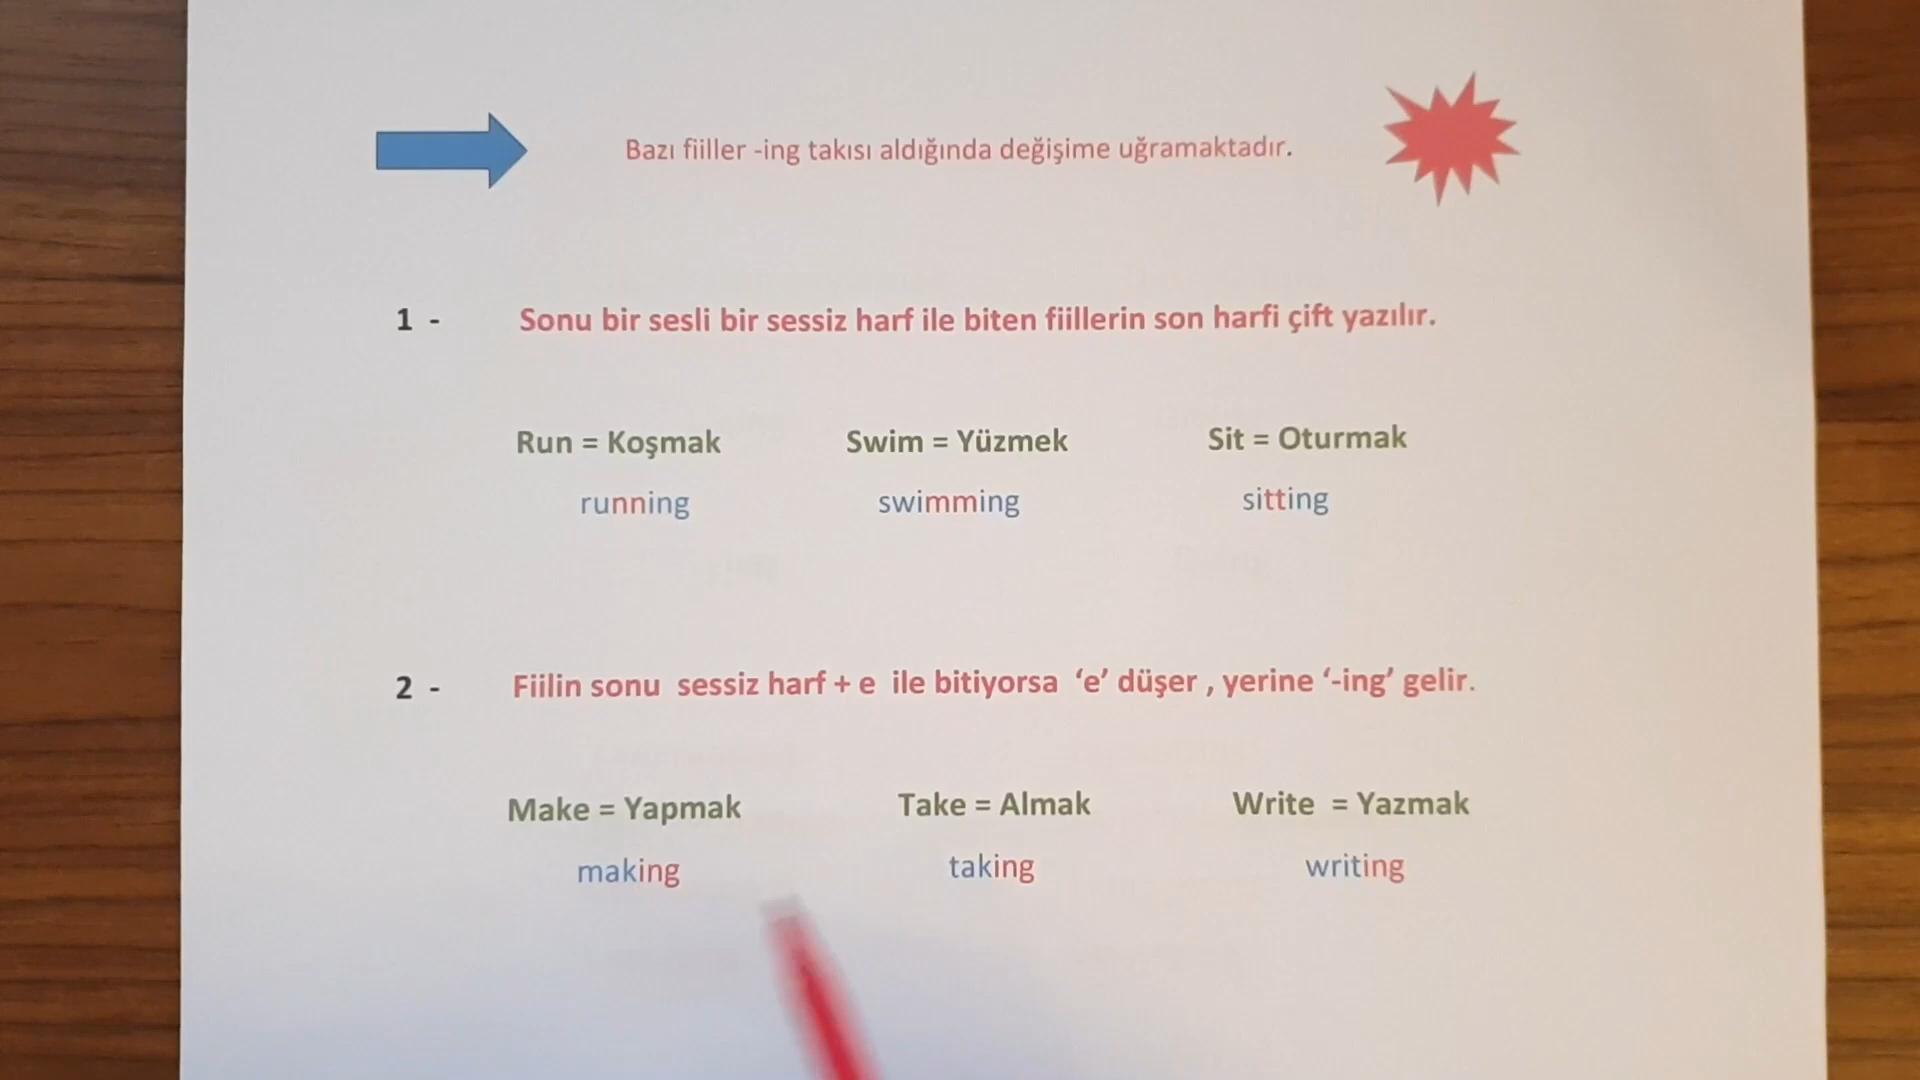 Bazı fiiller -ing takısı aldığında değişime uğramaktadır.
1 - Sonu bir sesli bir sessiz harf ile biten fiillerin son harfi çift yazılır.
Run = Koşmak Swim = Yüzmek Sit = Oturmak
running swimming sitting
2 - Fiilin sonu sessiz harf + e ile bitiyorsa ‘e’ düşer , yerine ‘-ing’ gelir.
Make = Yapmak Take = Almak Write = Yazmak
making taking writing